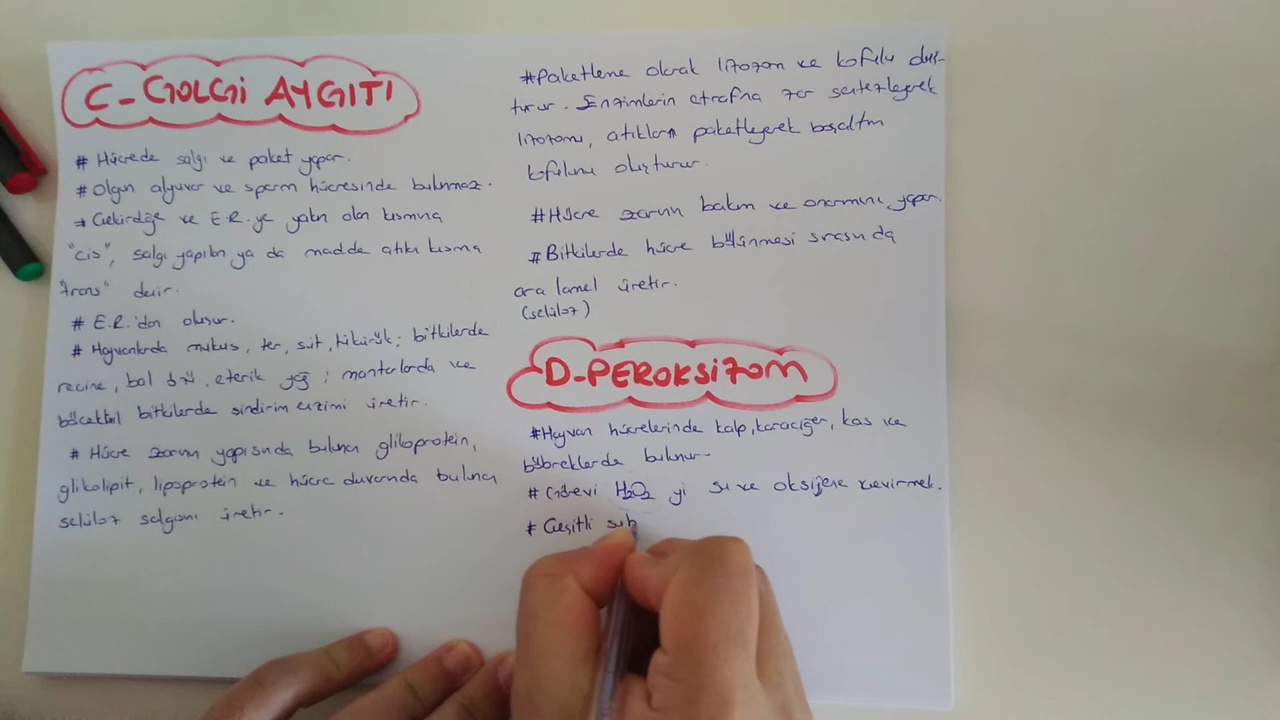 C- GOLGİ AYGITI
# Hücrede salgı ve paket yapar.
# Olgun alyuvar ve sperm hücresinde bulunmaz.
→ Çekirdeğe ve E.R.ye yakın olan kısmına
"cis", salgı yapılan ya da madde atılan kısma
"trans" denir.
# E.R.'dan oluşur.
# Hayvanlarda mukus, ter, süt, tükürük; bitkilerde
reçine, bal özü, eterik yağ; mantarlarda ve
böcekçil bitkilerde sindirim enzimi üretir.
# Hücre zarının yapısında bulunan glikoprotein,
glikolipit, lipoprotein ve hücre duvarında bulunan
selüloz salgısını üretir.
#Paketleme olarak lizozom ve kofulu oluş-
turur. Enzimlerin etrafına zar sentezleyerek
lizozomu, atıkları paketleyerek boşaltım
kofulunu oluşturur.
#Hücre zarının bakım ve onarımını yapar.
#Bitkilerde hücre bölünmesi sırasında
ara lamel üretir.
(selüloz)
D-PEROKSİZOM
#Hayvan hücrelerinde kalp, karaciğer, kas ve
böbreklerde bulunur.
# Görevi H₂O₂ yi su ve oksijene çevirmek.
# Çeşitli sub